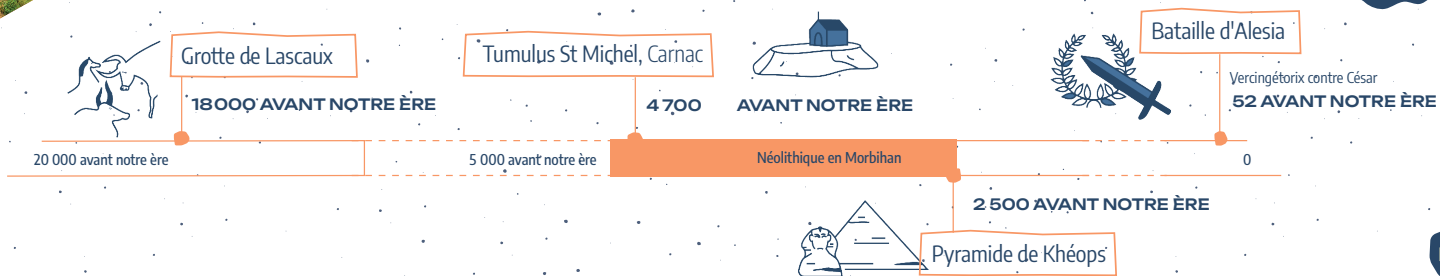 Grotte de Lascaux
18000 AVANT NOTRE ÈRE
Tumulus St Michel, Carnac
4 700 AVANT NOTRE ÈRE
Bataille d'Alesia
Vercingétorix contre César
52 AVANT NOTRE ÈRE
20 000 avant notre ère
5 000 avant notre ère
Néolithique en Morbihan
0
2 500 AVANT NOTRE ÈRE
Pyramide de Khéops